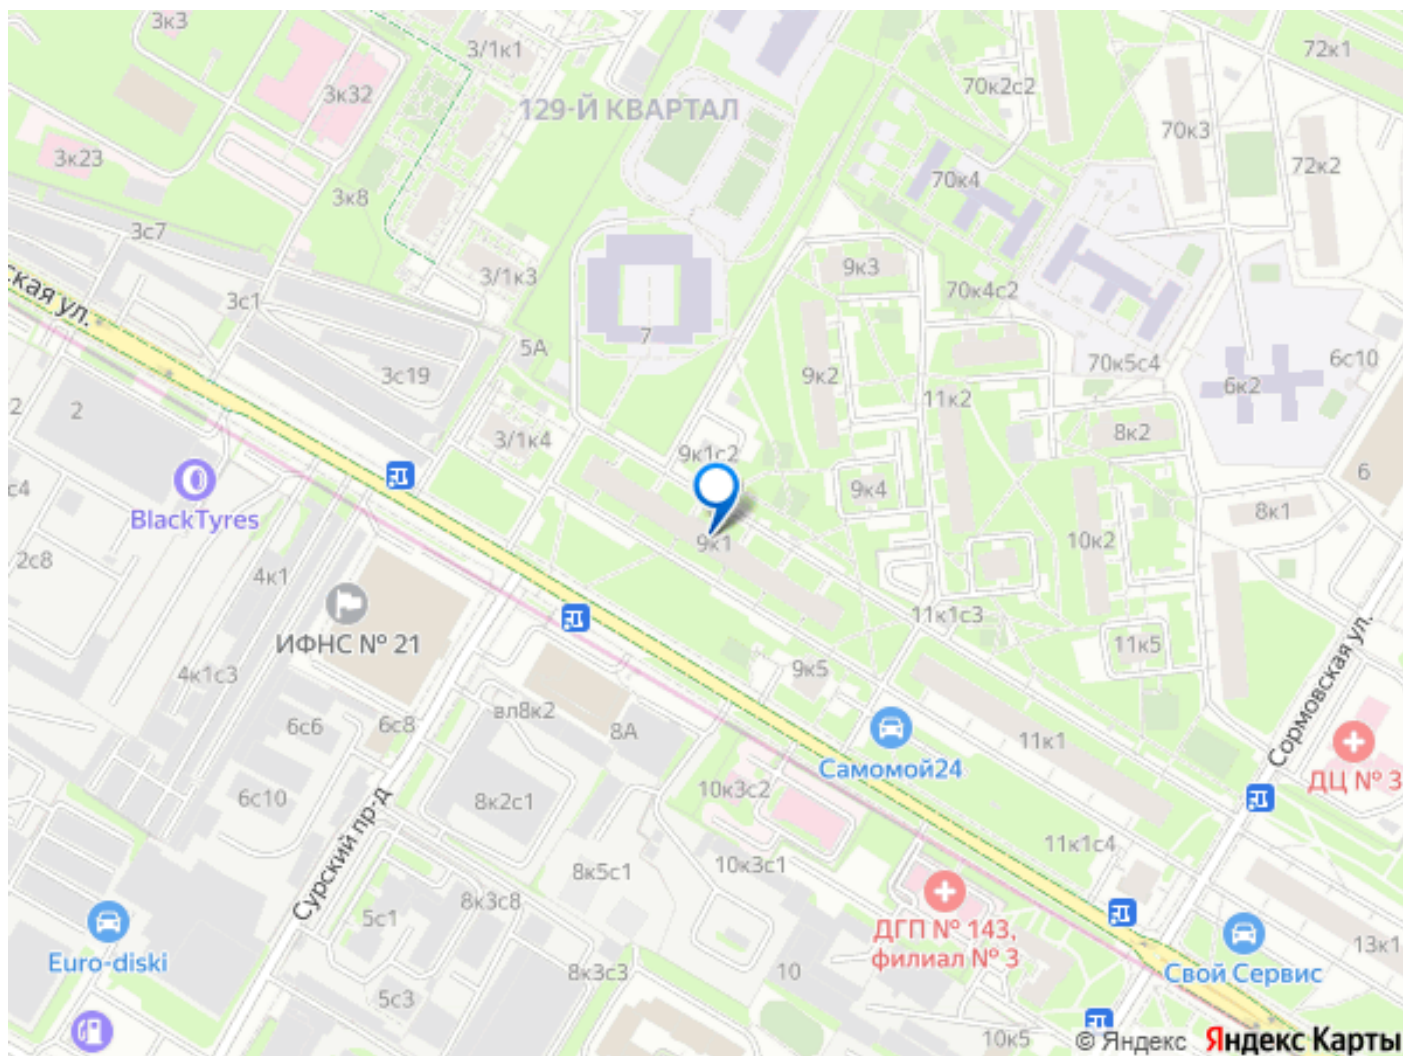 3к3
3/1к1
72к1
3к32
129-Й КВАРТАЛ
70к2с2
70к3
3к23
3к8
70к4
72к2
3с7
3/1к3
9к3
70к4с2
ская ул.
3с1
5А
7
3с19
9к2
11к2
70к5с4
6с10
6к2
2
2
3/1к4
9к1с2
8к2
с4
BlackTyres
9к4
6
8к1
9к1
10к2
2с8
4к1
ИФНС № 21
11к1с3
11к5
4к1с3
9к5
Сормовская ул.
6с6
6с8
вл8к2
8А
11к1
Самомой24
ДЦ № 3
6с10
8к2с1
10к3с2
Сурский пр-д
11к1с4
8к5с1
10к3с1
5с1
8к3с8
ДГП № 143,
филиал № 3
13к1
Euro-diski
8к3с3
10
Свой Сервис
5с3
10к5
© Яндекс Яндекс Карты